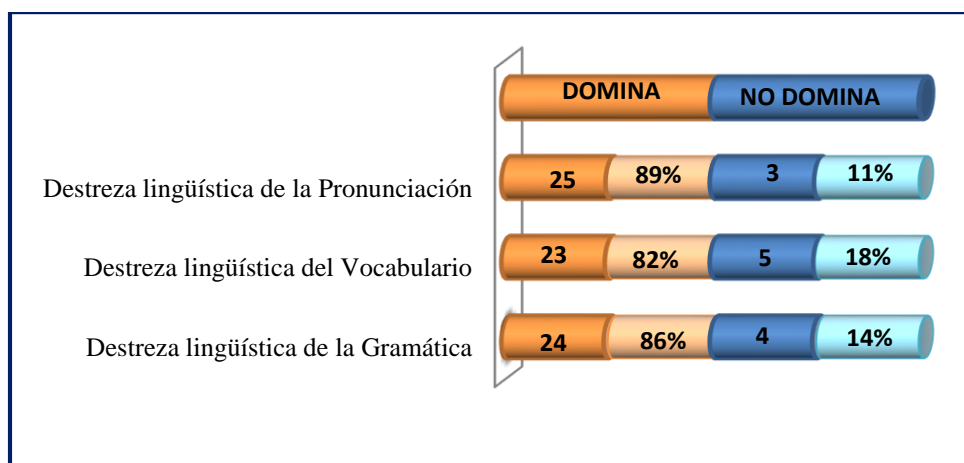 DOMINA NO DOMINA
Destreza lingüística de la Pronunciación 25 89% 3 11%
Destreza lingüística del Vocabulario 23 82% 5 18%
Destreza lingüística de la Gramática 24 86% 4 14%